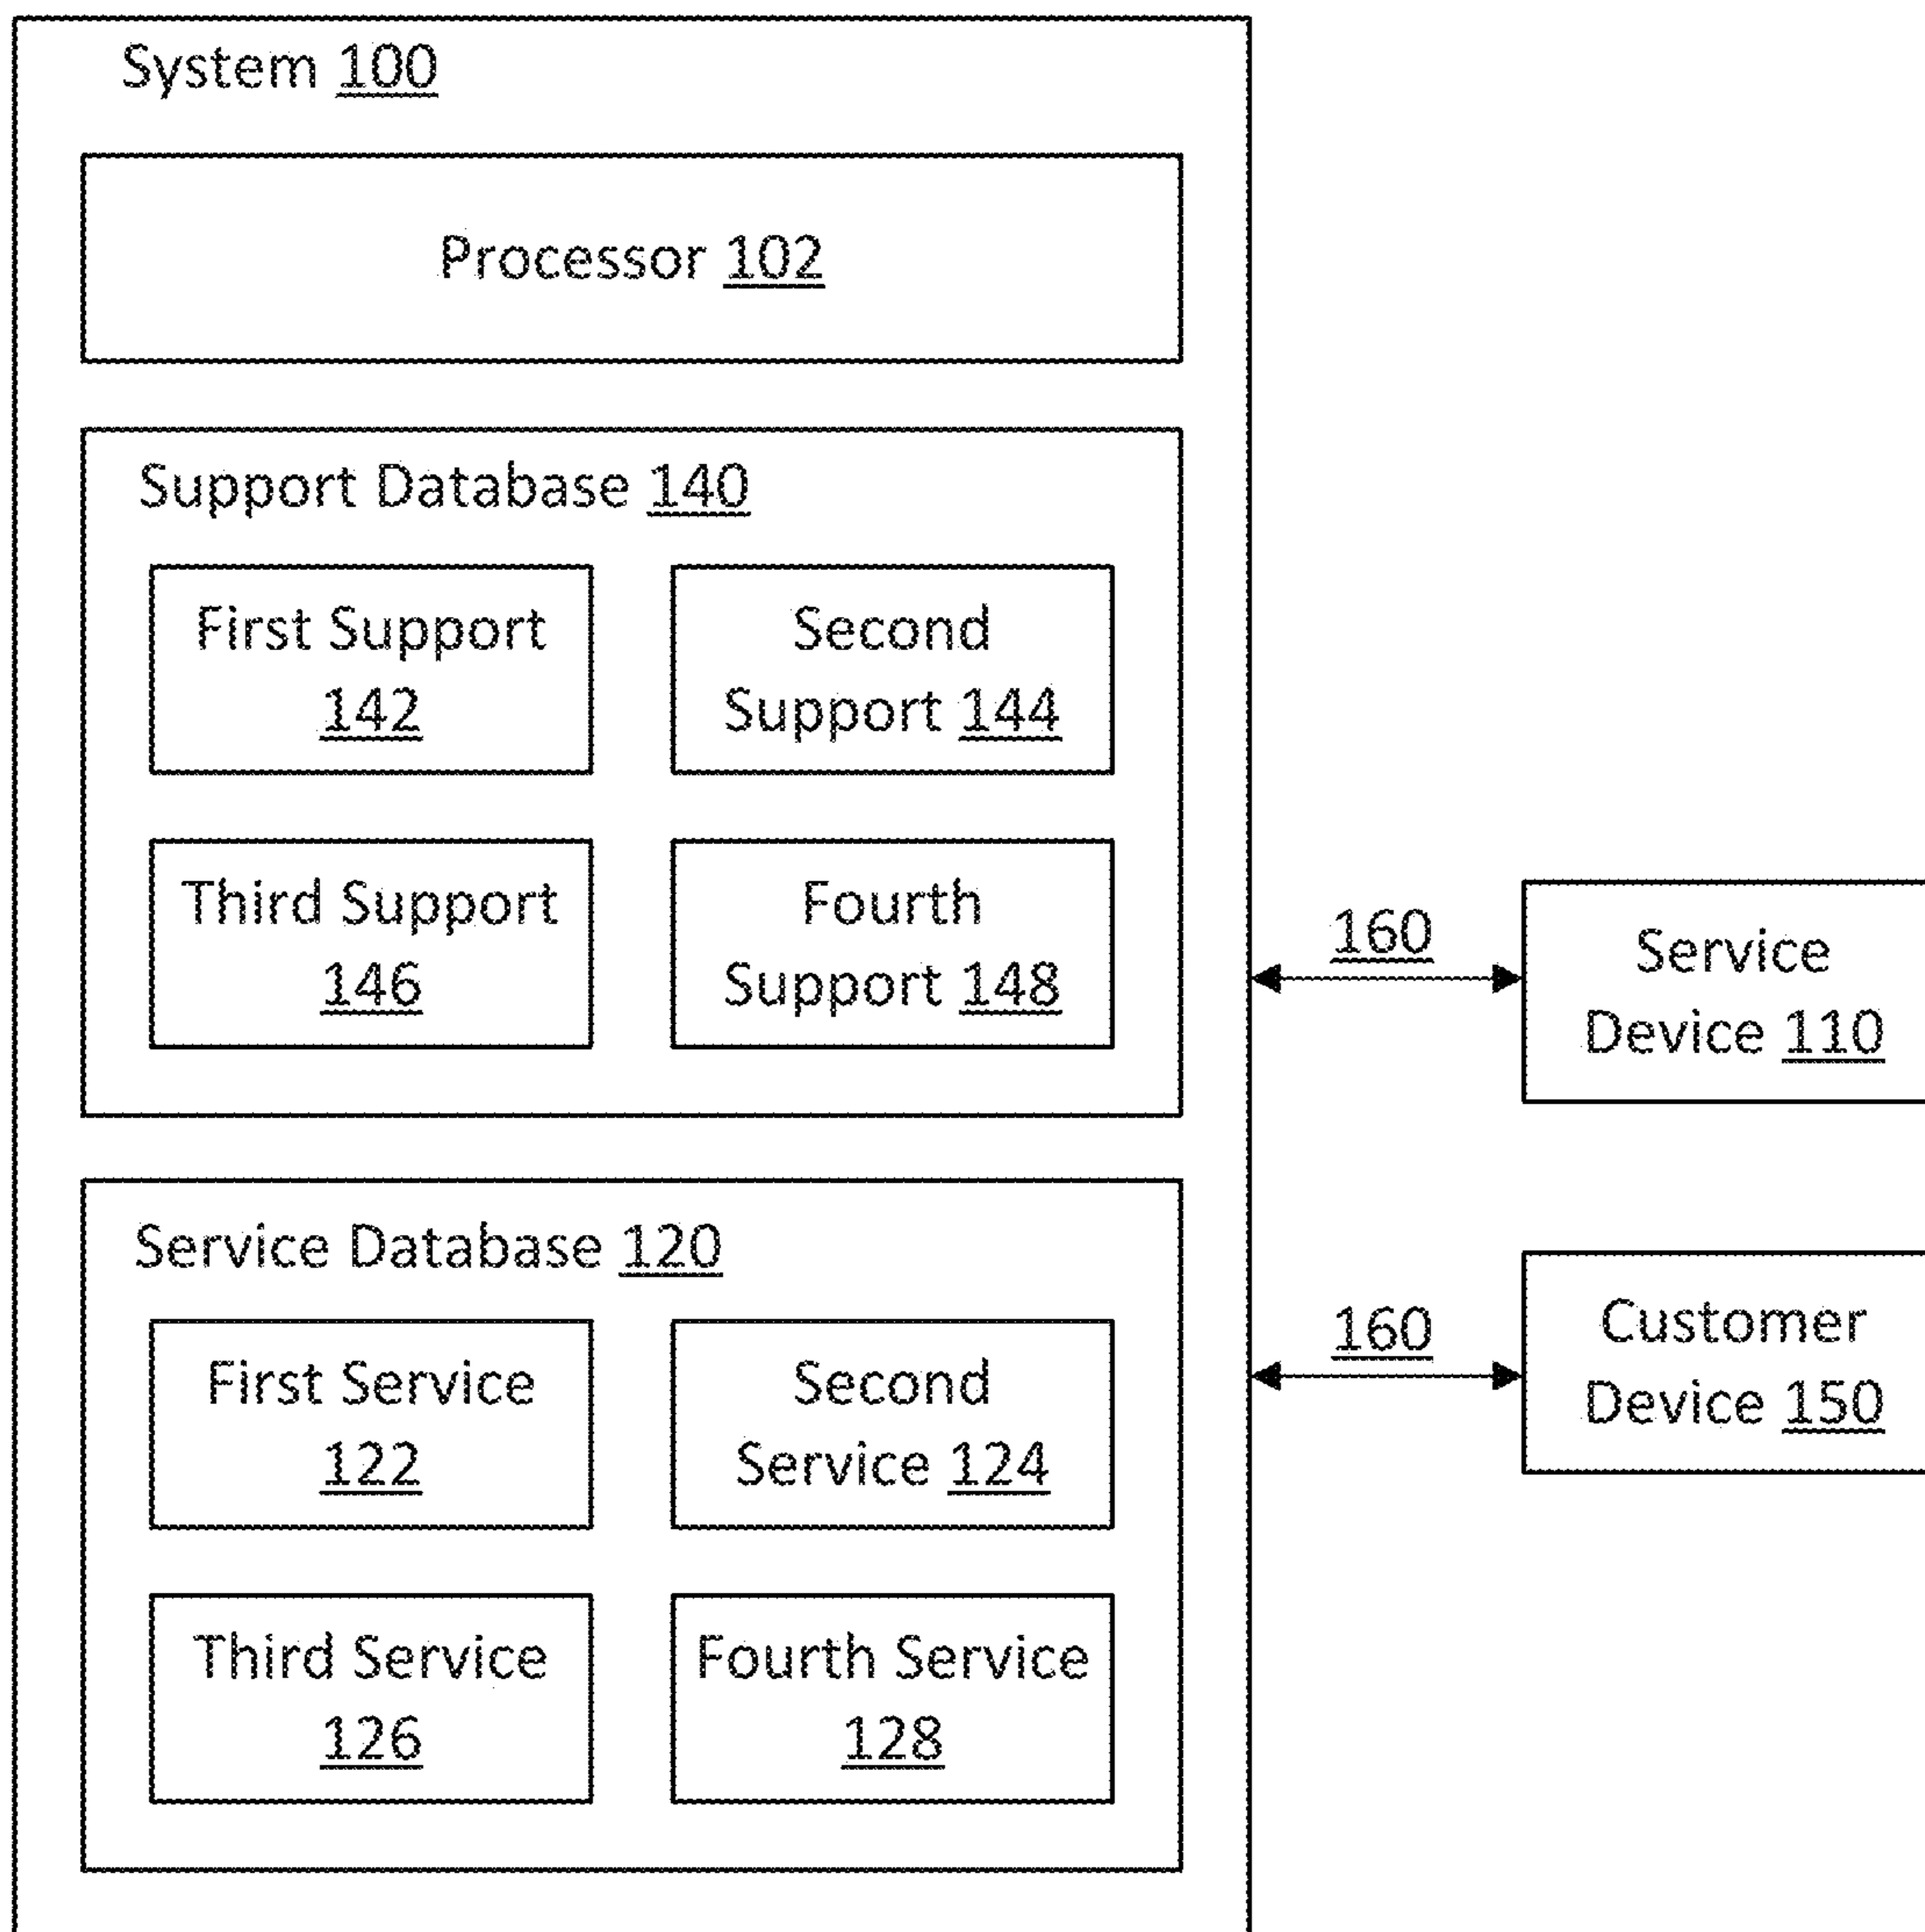 System 100
Processor 102
Support Database 140
First Support
142
Second
Support 144
Third Support
146
Fourth
Support 148
160
Service
Device 110
Service Database 120
First Service
122
Second
Service 124
160
Customer
Device 150
Third Service
126
Fourth Service
128